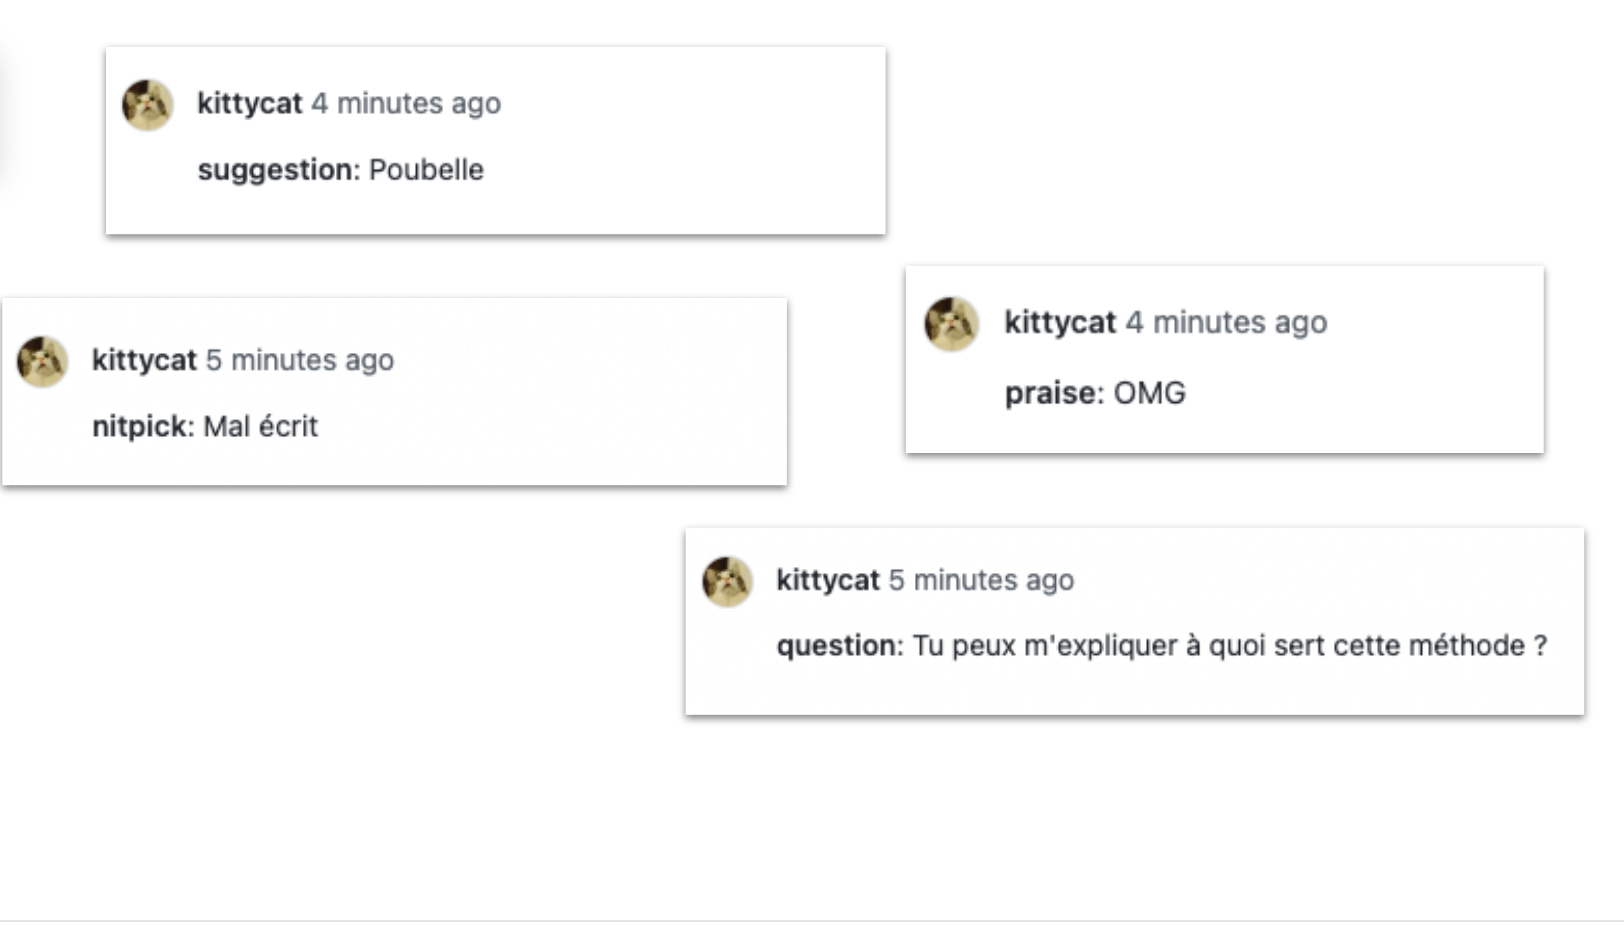 kittycat 4 minutes ago
suggestion: Poubelle
kittycat 4 minutes ago
praise: OMG
kittycat 5 minutes ago
nitpick: Mal écrit
kittycat 5 minutes ago
question: Tu peux m'expliquer à quoi sert cette méthode ?